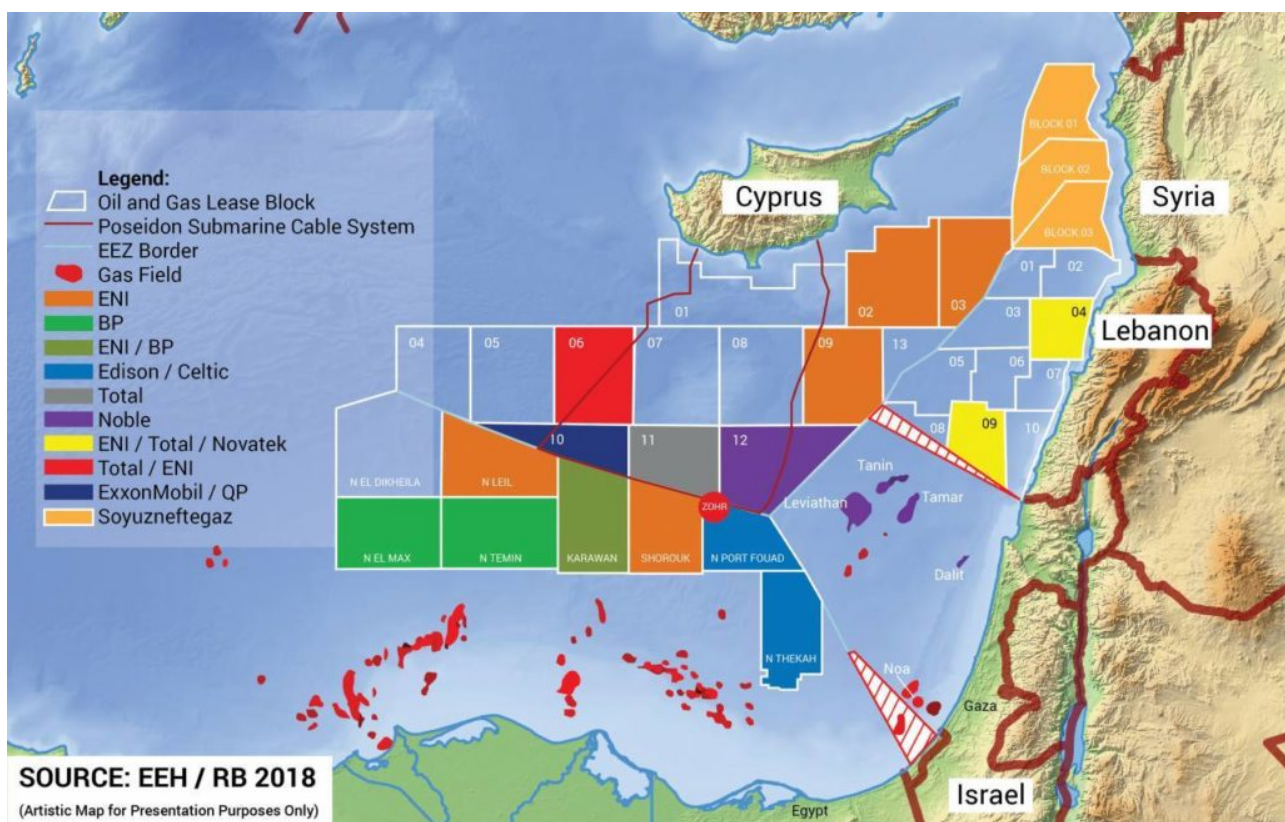 Legend:
Oil and Gas Lease Block
Poseidon Submarine Cable System
EEZ Border
Gas Field
ENI
BP
ENI / BP
Edison / Celtic
Total
Noble
ENI / Total / Novatek
Total / ENI
ExxonMobil / QP
Soyuzneftegaz
Cyprus
Syria
Lebanon
Israel
BLOCK 01
BLOCK 02
BLOCK 03
01
02
03
04
05
06
07
08
09
10
01
02
03
04
05
06
07
08
09
13
10
11
12
N EL DIKHEILA
N LEIL
N EL MAX
N TEMIN
KARAWAN
SHOROUK
ZOHR
N PORT FOUAD
N THEKAH
Leviathan
Tanin
Tamar
Dalit
Noa
Gaza
Egypt
SOURCE: EEH / RB 2018
(Artistic Map for Presentation Purposes Only)